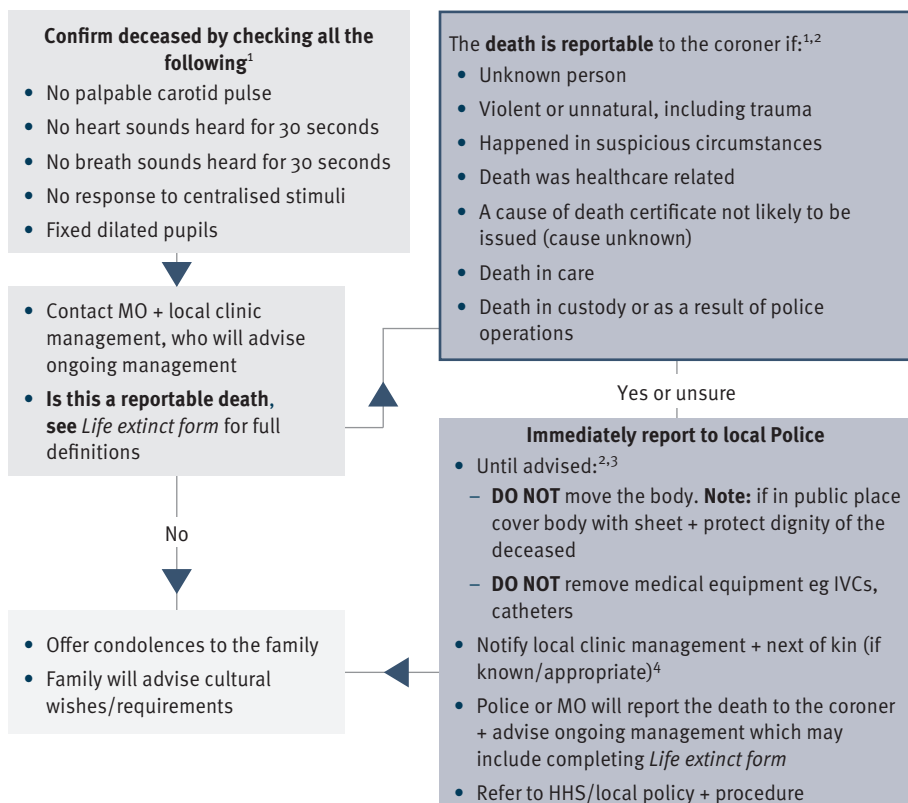 Confirm deceased by checking all the
following¹
• No palpable carotid pulse
• No heart sounds heard for 30 seconds
• No breath sounds heard for 30 seconds
• No response to centralised stimuli
• Fixed dilated pupils
• Contact MO + local clinic
management, who will advise
ongoing management
• Is this a reportable death,
see Life extinct form for full
definitions
The death is reportable to the coroner if:¹,²
• Unknown person
• Violent or unnatural, including trauma
• Happened in suspicious circumstances
• Death was healthcare related
• A cause of death certificate not likely to be
issued (cause unknown)
• Death in care
• Death in custody or as a result of police
operations
Yes or unsure
Immediately report to local Police
• Until advised:²,³
– DO NOT move the body. Note: if in public place
cover body with sheet + protect dignity of the
deceased
– DO NOT remove medical equipment eg IVCs,
catheters
• Notify local clinic management + next of kin (if
known/appropriate)⁴
• Police or MO will report the death to the coroner
+ advise ongoing management which may
include completing Life extinct form
• Refer to HHS/local policy + procedure
No
• Offer condolences to the family
• Family will advise cultural
wishes/requirements